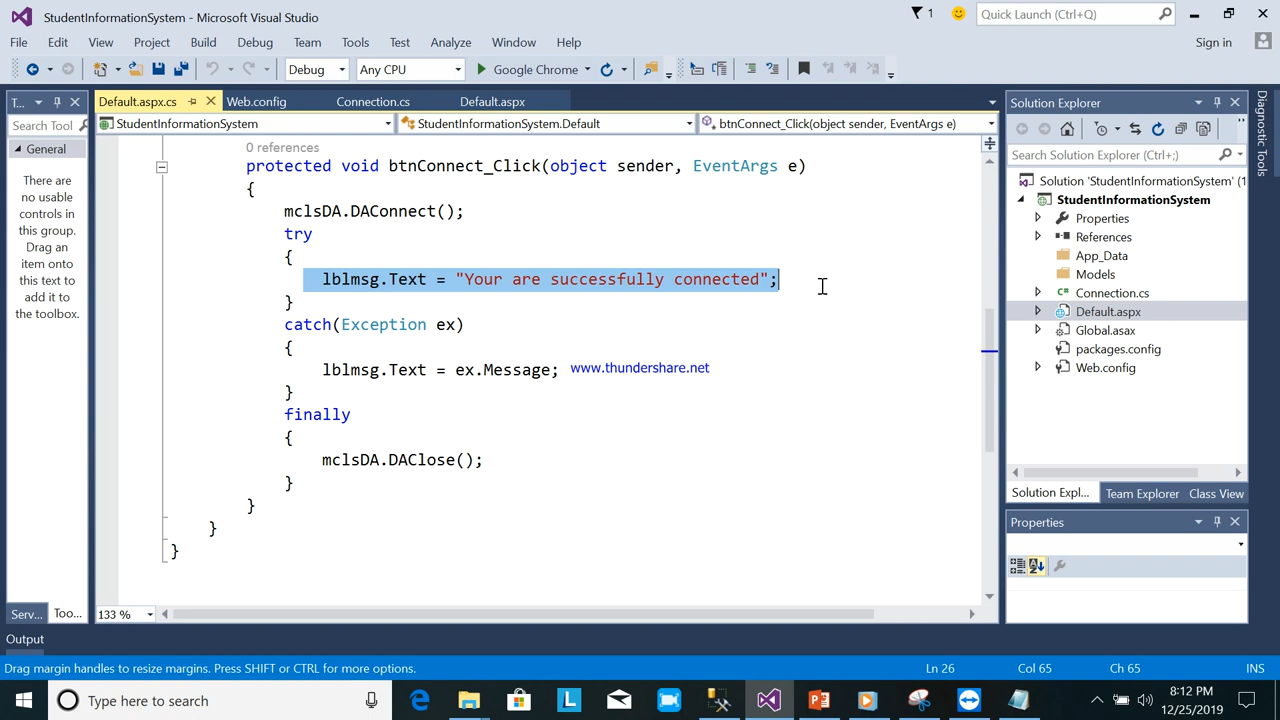 StudentInformationSystem - Microsoft Visual Studio
1
Quick Launch (Ctrl+Q)
File Edit View Project Build Debug Team Tools Test Analyze Window Help
Sign in
Debug Any CPU Google Chrome
T... Default.aspx.cs Web.config Connection.cs Default.aspx
Search Tool
General
There are
no usable
controls in
this group.
Drag an
item onto
this text to
add it to
the toolbox.
Serv... Too...
StudentInformationSystem StudentInformationSystem.Default btnConnect_Click(object sender, EventArgs e)
0 references
protected void btnConnect_Click(object sender, EventArgs e)
{
mclsDA.DAConnect();
try
{
lblmsg.Text = "Your are successfully connected";
}
catch(Exception ex)
{
lblmsg.Text = ex.Message; www.thundershare.net
}
finally
{
mclsDA.DAClose();
}
}
}
}
133 %
Solution Explorer
Search Solution Explorer (Ctrl+;)
Solution 'StudentInformationSystem' (1
StudentInformationSystem
Properties
References
App_Data
Models
C# Connection.cs
Default.aspx
Global.asax
packages.config
Web.config
Solution Expl... Team Explorer Class View
Properties
Diagnostic Tools
Output
Drag margin handles to resize margins. Press SHIFT or CTRL for more options. Ln 26 Col 65 Ch 65 INS
Type here to search
8:12 PM
12/25/2019